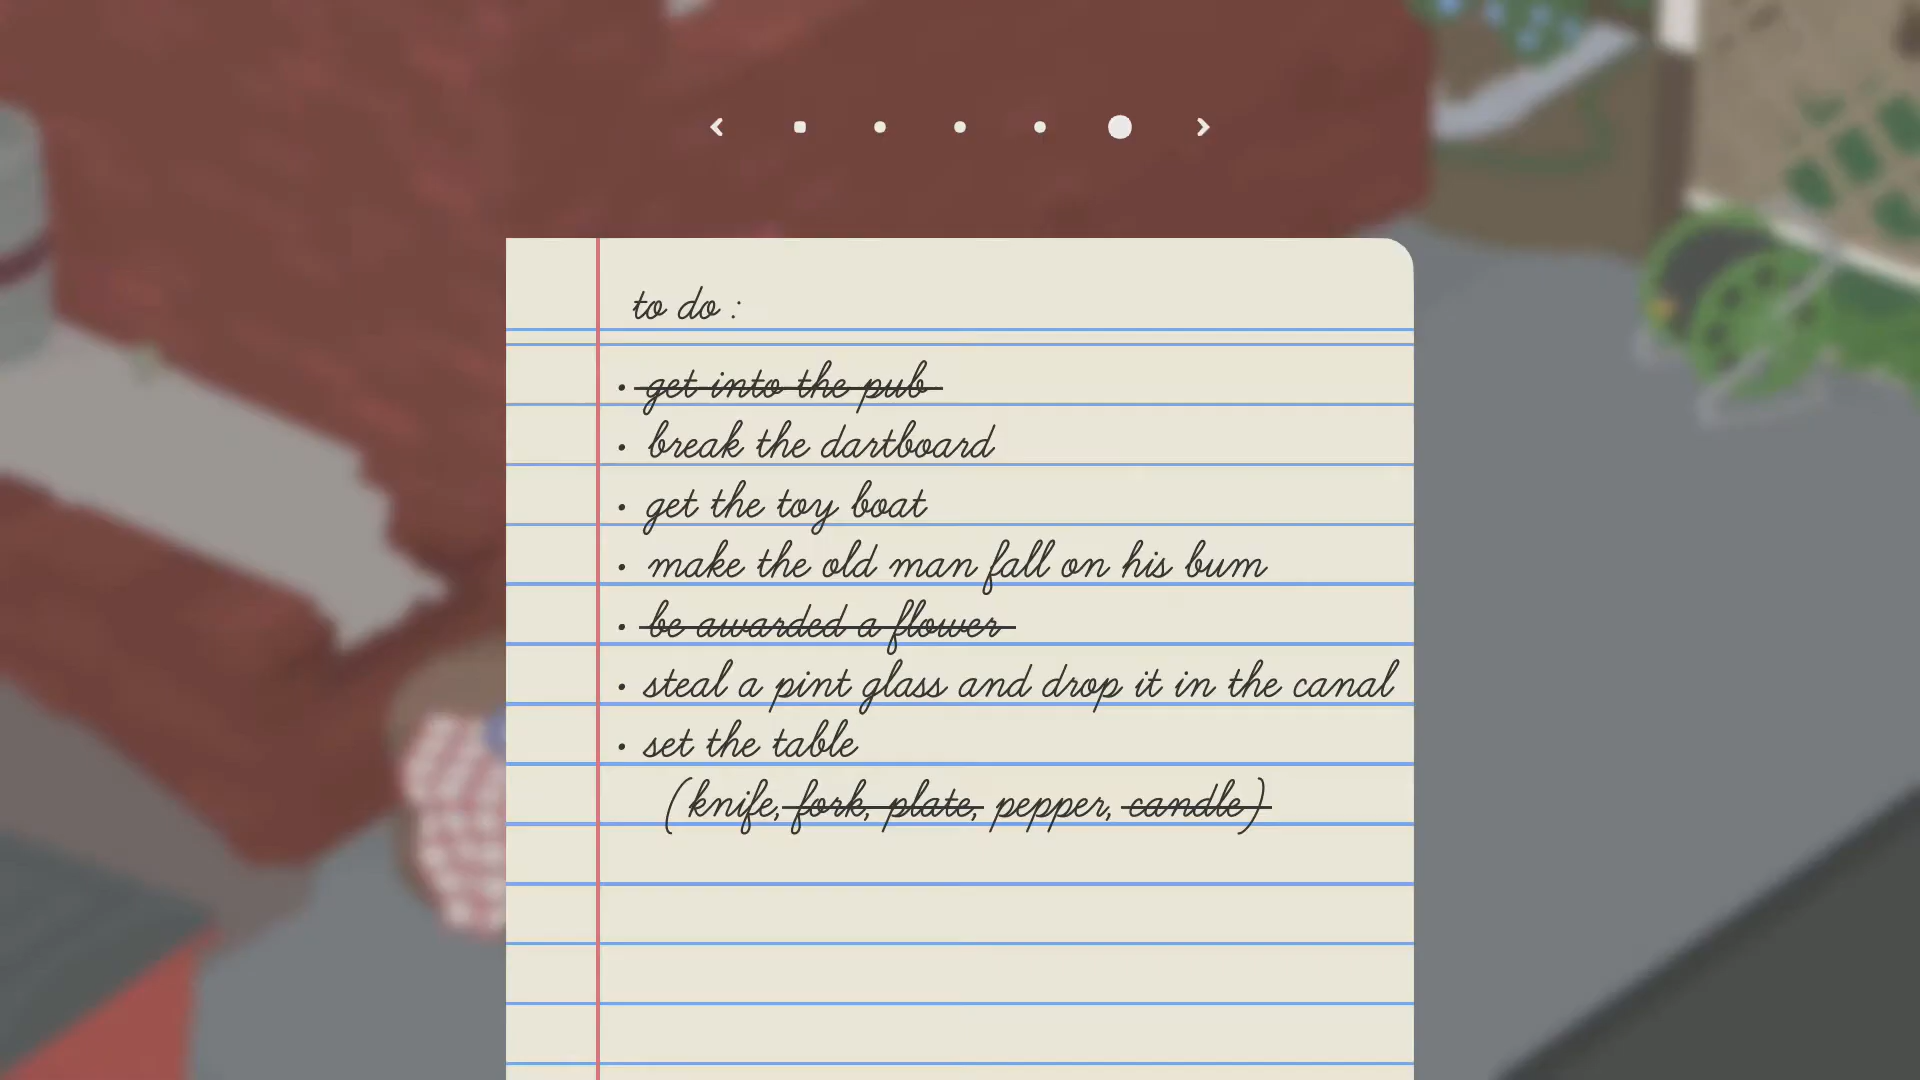 to do :
• get into the pub
• break the dartboard
• get the toy boat
• make the old man fall on his bum
• be awarded a flower
• steal a pint glass and drop it in the canal
• set the table
(knife, fork, plate, pepper, candle)